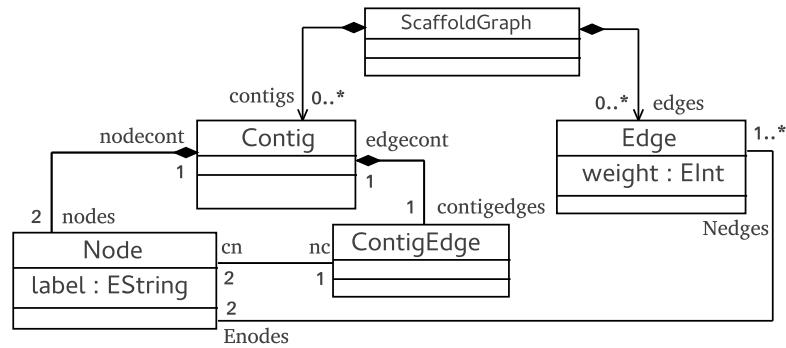 ScaffoldGraph
contigs 0..*
0..* edges
nodecont
Contig
edgecont
Edge
1..*
1
1
weight : EInt
2 nodes
1 contigedges
Nedges
Node
cn
nc
ContigEdge
2
1
label : EString
2
Enodes